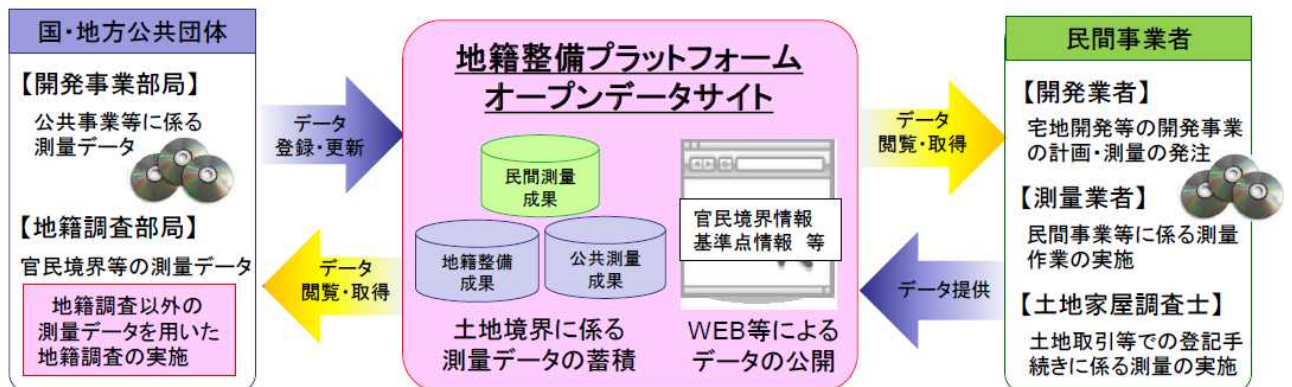 国・地方公共団体
【開発事業部局】
公共事業等に係る
測量データ
【地籍調査部局】
官民境界等の測量データ
地籍調査以外の
測量データを用いた
地籍調査の実施
データ
登録・更新
データ
閲覧・取得
地籍整備プラットフォーム
オープンデータサイト
民間測量
成果
地籍整備
成果
公共測量
成果
土地境界に係る
測量データの蓄積
官民境界情報
基準点情報 等
WEB等による
データの公開
データ
閲覧・取得
データ提供
民間事業者
【開発業者】
宅地開発等の開発事業
の計画・測量の発注
【測量業者】
民間事業等に係る測量
作業の実施
【土地家屋調査士】
土地取引等での登記手
続きに係る測量の実施